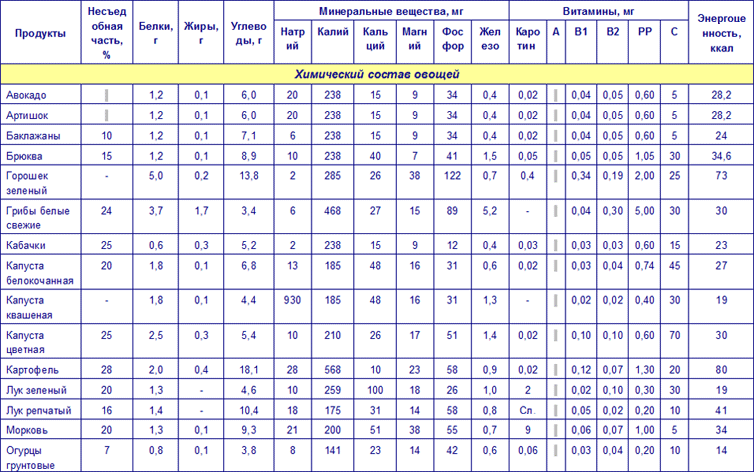 Продукты Несъед обная часть, % Белки, г Жиры, г Углево ды, г Минеральные вещества, мг Витамины, мг Энергоце нность, ккал
Натр ий Калий Каль ций Магн ий Фос фор Жел езо Каро тин А В1 В2 РР С
Химический состав овощей
Авокадо 1,2 0,1 6,0 20 238 15 9 34 0,4 0,02 0,04 0,05 0,60 5 28,2
Артишок 1,2 0,1 6,0 20 238 15 9 34 0,4 0,02 0,04 0,05 0,60 5 28,2
Баклажаны 10 1,2 0,1 7,1 6 238 15 9 34 0,4 0,02 0,04 0,05 0,60 5 24
Брюква 15 1,2 0,1 8,9 10 238 40 7 41 1,5 0,05 0,05 0,05 1,05 30 34,6
Горошек зеленый - 5,0 0,2 13,8 2 285 26 38 122 0,7 0,4 0,34 0,19 2,00 25 73
Грибы белые свежие 24 3,7 1,7 3,4 6 468 27 15 89 5,2 - 0,04 0,30 5,00 30 30
Кабачки 25 0,6 0,3 5,2 2 238 15 9 12 0,4 0,03 0,03 0,03 0,60 15 23
Капуста белокочанная 20 1,8 0,1 6,8 13 185 48 16 31 0,6 0,02 0,03 0,04 0,74 45 27
Капуста квашеная - 1,8 0,1 4,4 930 185 48 16 31 1,3 - 0,02 0,02 0,40 30 19
Капуста цветная 25 2,5 0,3 5,4 10 210 26 17 51 1,4 0,02 0,10 0,10 0,60 70 30
Картофель 28 2,0 0,4 18,1 28 568 10 23 58 0,9 0,02 0,12 0,07 1,30 20 80
Лук зеленый 20 1,3 - 4,6 10 259 100 18 26 1,0 2 0,02 0,10 0,30 30 19
Лук репчатый 16 1,4 - 10,4 18 175 31 14 58 0,8 Сл. 0,05 0,02 0,20 10 41
Морковь 20 1,3 0,1 9,3 21 200 51 38 55 0,7 9 0,06 0,07 1,00 5 34
Огурцы грунтовые 7 0,8 0,1 3,8 8 141 23 14 42 0,6 0,06 0,03 0,04 0,20 10 14